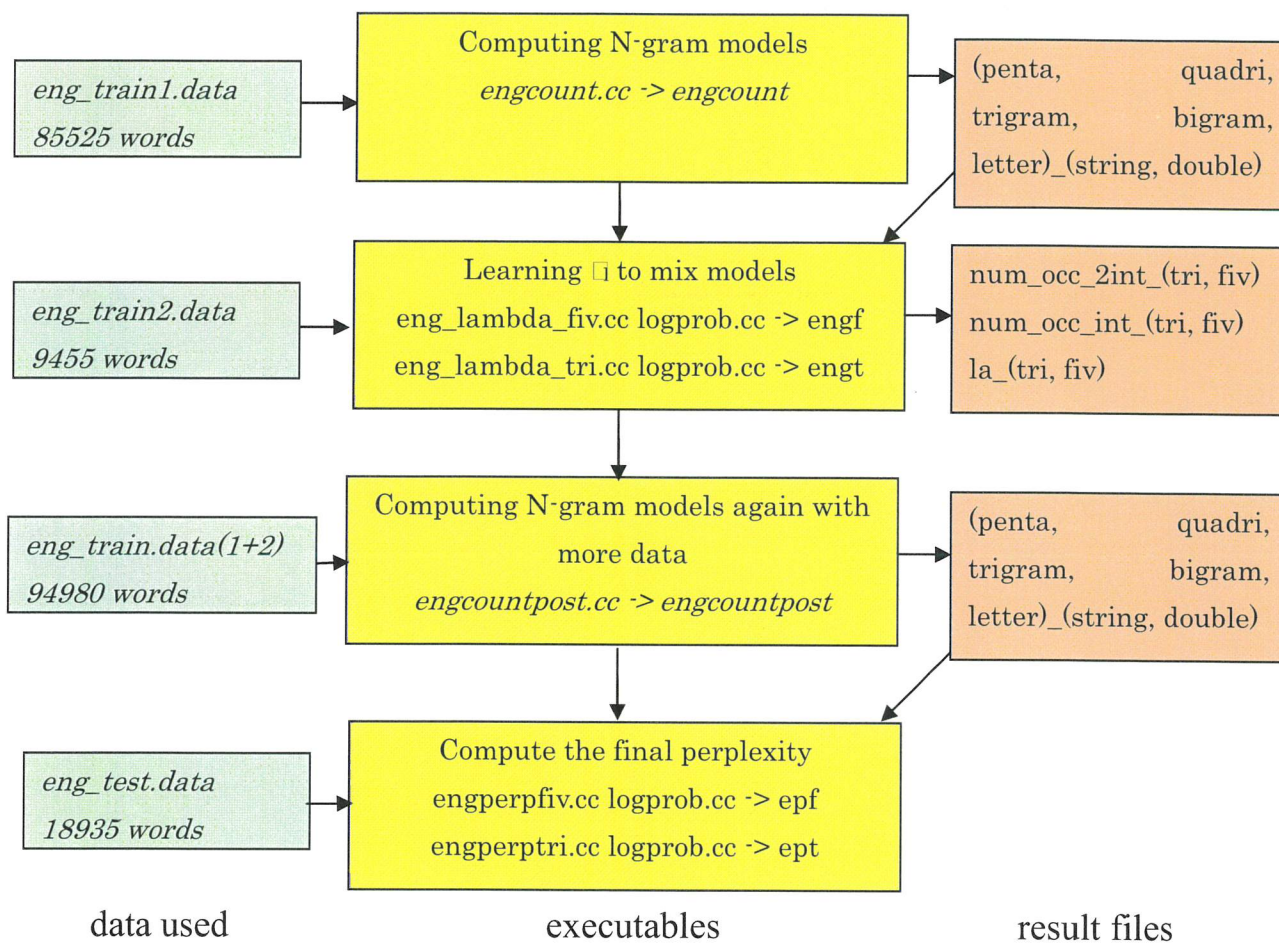 Computing N-gram models
engcount.cc -> engcount
eng_train1.data
85525 words
(penta, quadri,
trigram, bigram,
letter)_(string, double)
Learning □ to mix models
eng_lambda_fiv.cc logprob.cc -> engf
eng_lambda_tri.cc logprob.cc -> engt
eng_train2.data
9455 words
num_occ_2int_(tri, fiv)
num_occ_int_(tri, fiv)
la_(tri, fiv)
Computing N-gram models again with
more data
engcountpost.cc -> engcountpost
eng_train.data(1+2)
94980 words
(penta, quadri,
trigram, bigram,
letter)_(string, double)
Compute the final perplexity
engperpfiv.cc logprob.cc -> epf
engperptri.cc logprob.cc -> ept
eng_test.data
18935 words
data used
executables
result files